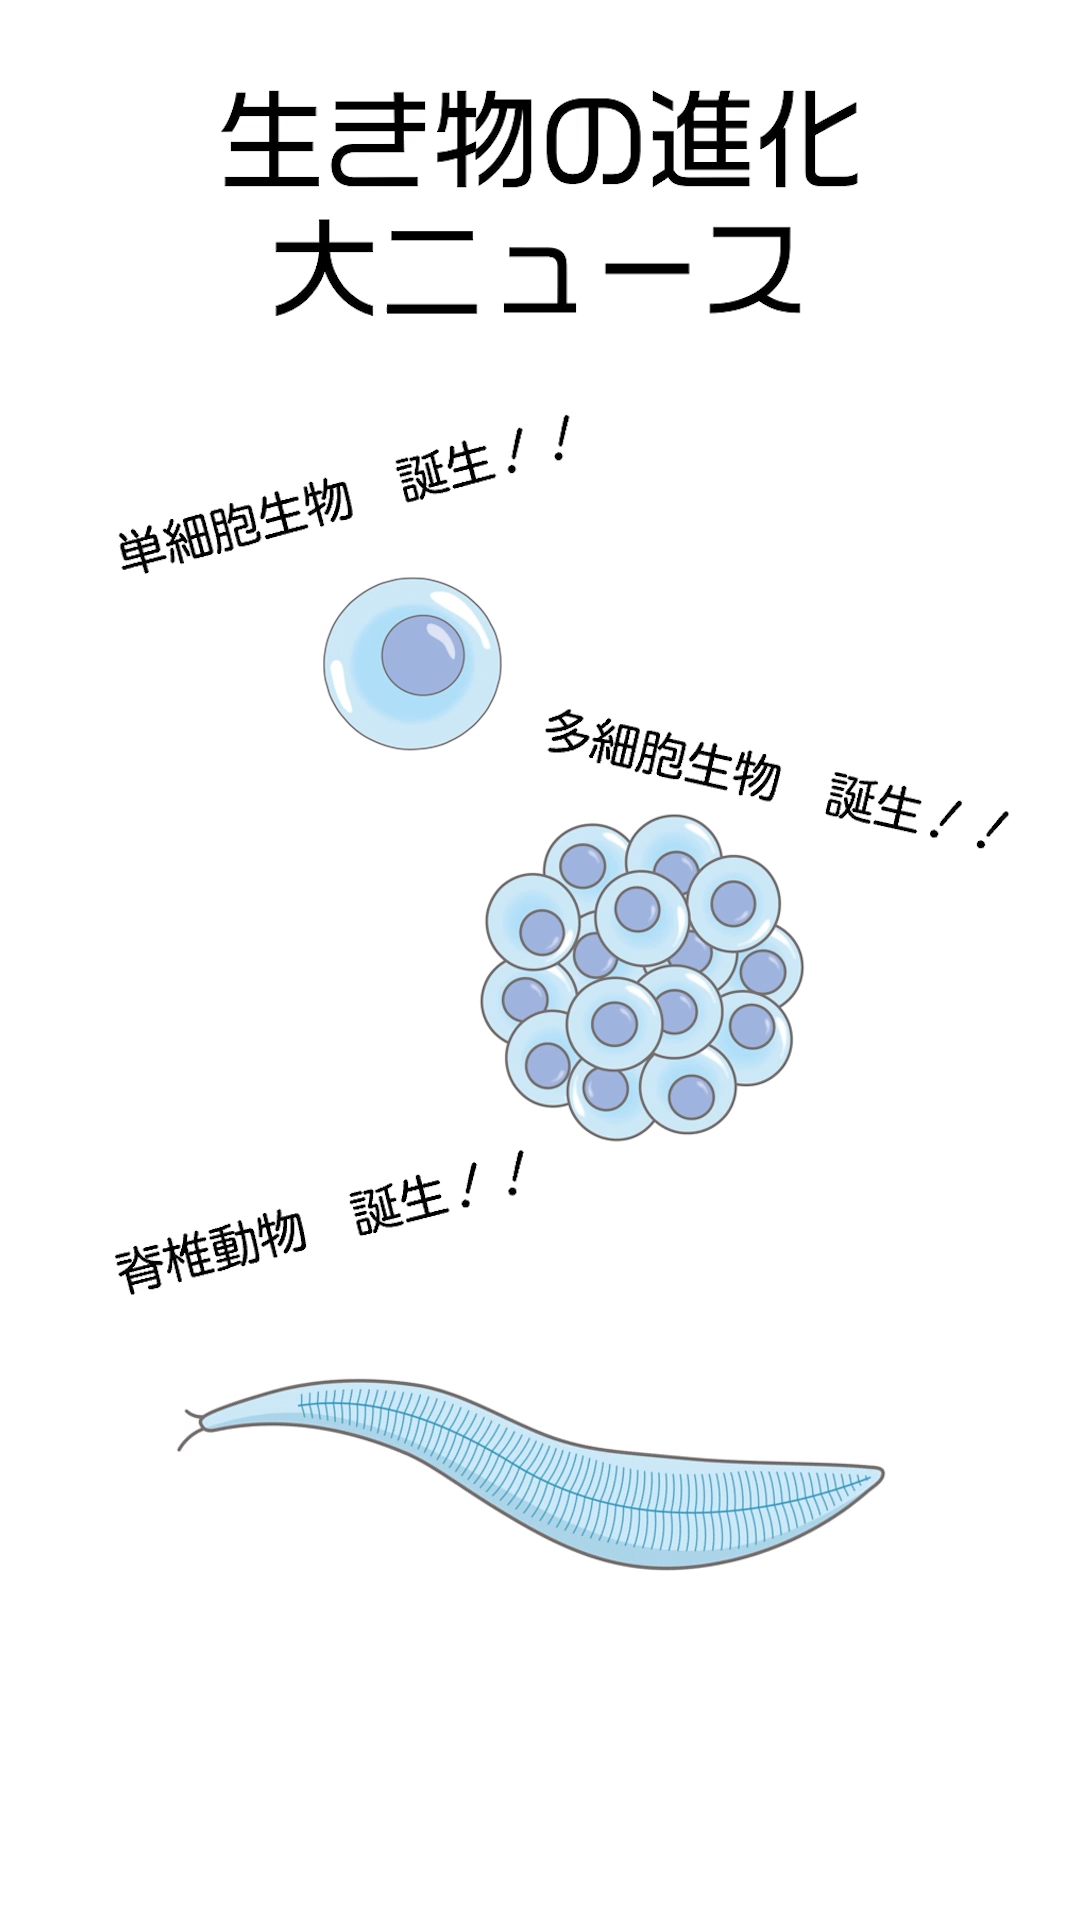 生き物の進化
大ニュース
単細胞生物　誕生！！
多細胞生物　誕生！！
脊椎動物　誕生！！